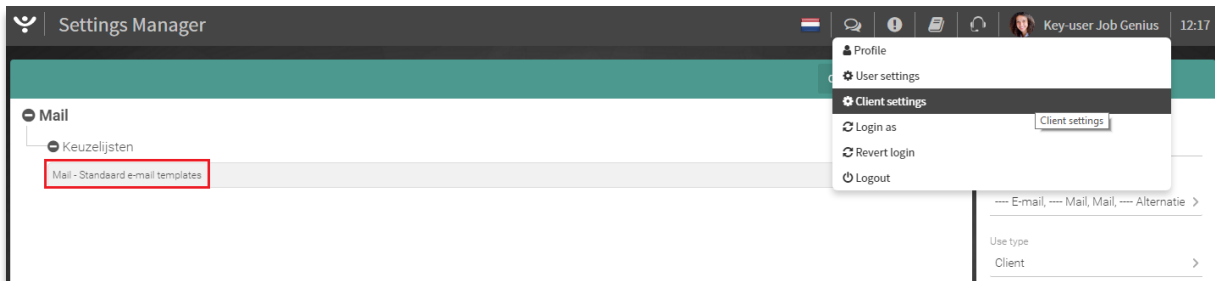 Settings Manager
Key-user Job Genius
12:17
Profile
User settings
Client settings
Client settings
Login as
Revert login
Logout
Mail
Keuzelijsten
Mail - Standaard e-mail templates
---- E-mail, ---- Mail, Mail, ---- Alternatie
Use type
Client